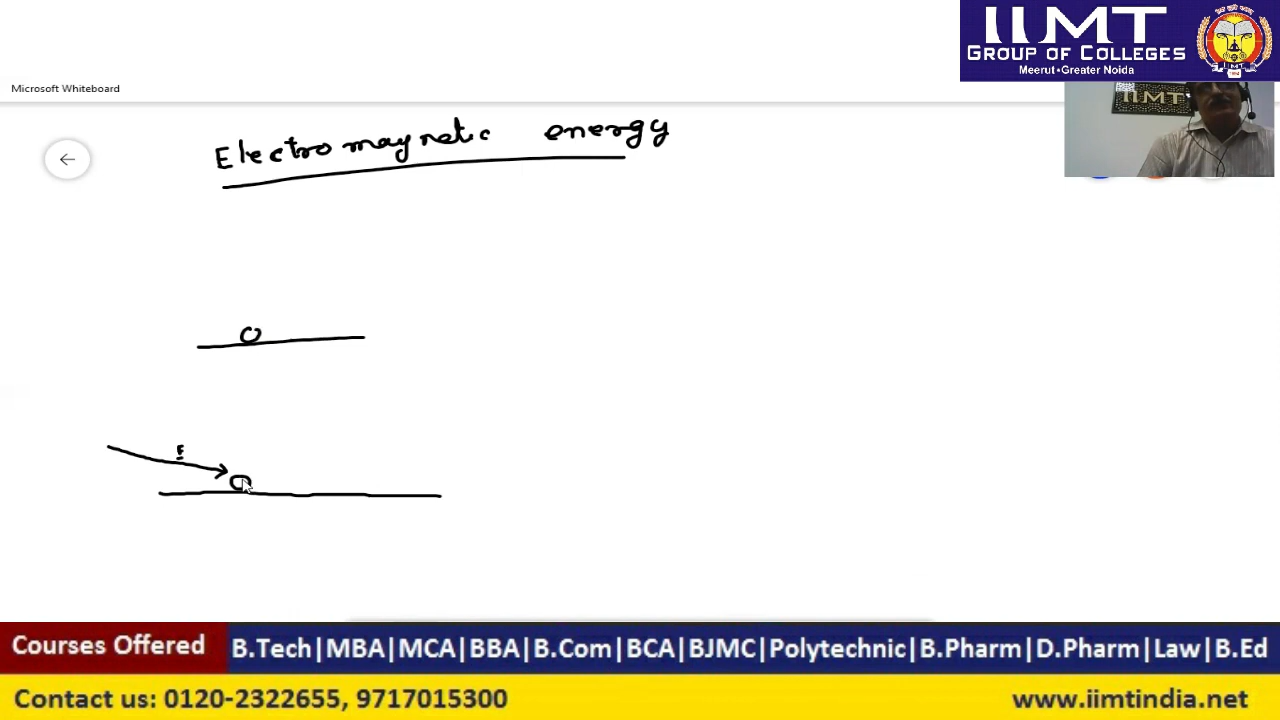 IIMT
GROUP OF COLLEGES
Meerut•Greater Noida
Microsoft Whiteboard
IIMT
Electromagnetic energy
O
E
O
Courses Offered B.Tech|MBA|MCA|BBA|B.Com|BCA|BJMC|Polytechnic|B.Pharm|D.Pharm|Law|B.Ed
Contact us: 0120-2322655, 9717015300 www.iimtindia.net